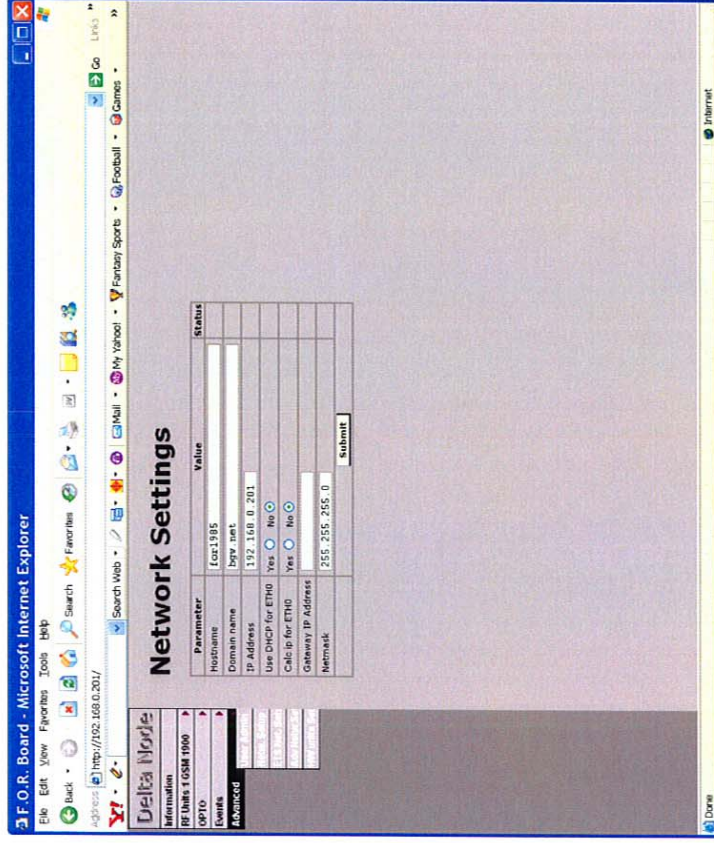 F.O.R. Board - Microsoft Internet Explorer
File Edit View Favorites Tools Help
Back Search Favorites
Address http://192.168.0.201/ Go Links
Y! Search Web Mail My Yahoo! Fantasy Sports Football Games
Delta Node
Information
RF Units 1 GSM 1900
OPTO
Events
Advanced
Network Settings
Parameter Value Status
Hostname for1985
Domain name bgv.net
IP Address 192.168.0.201
Use DHCP for ETH0 Yes No
Calc ip for ETH0 Yes No
Gateway IP Address
Netmask 255.255.255.0
Submit
Done Internet